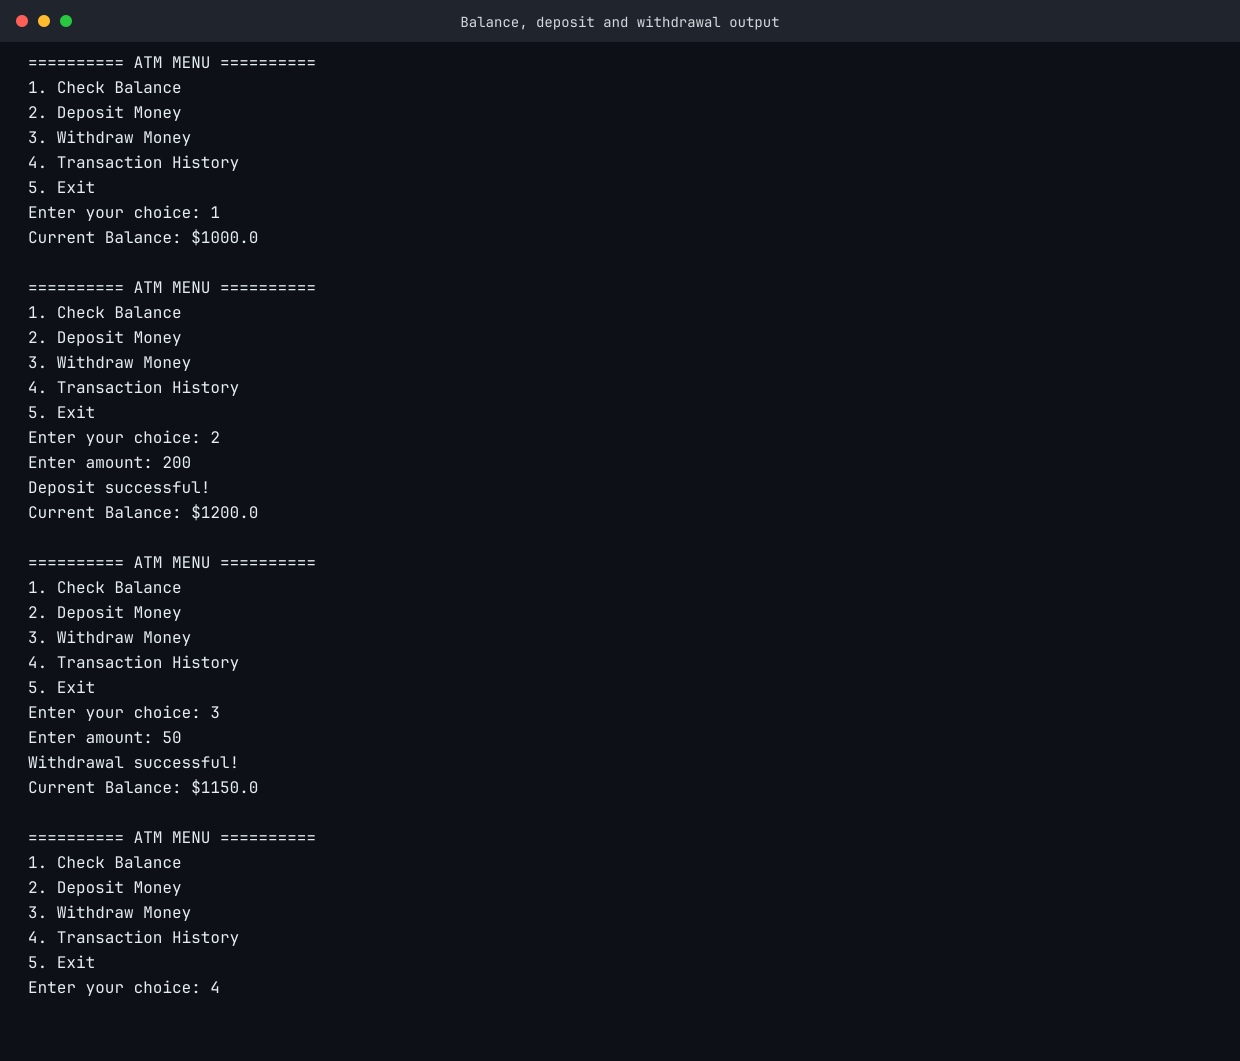 Balance, deposit and withdrawal output
========== ATM MENU ==========
1. Check Balance
2. Deposit Money
3. Withdraw Money
4. Transaction History
5. Exit
Enter your choice: 1
Current Balance: $1000.0

========== ATM MENU ==========
1. Check Balance
2. Deposit Money
3. Withdraw Money
4. Transaction History
5. Exit
Enter your choice: 2
Enter amount: 200
Deposit successful!
Current Balance: $1200.0

========== ATM MENU ==========
1. Check Balance
2. Deposit Money
3. Withdraw Money
4. Transaction History
5. Exit
Enter your choice: 3
Enter amount: 50
Withdrawal successful!
Current Balance: $1150.0

========== ATM MENU ==========
1. Check Balance
2. Deposit Money
3. Withdraw Money
4. Transaction History
5. Exit
Enter your choice: 4